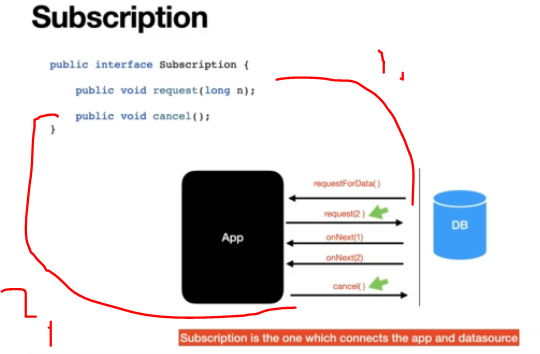 Subscription
public interface Subscription {
public void request(long n);
public void cancel();
}
1.
requestForData( )
request(2 )
App
DB
onNext(1)
onNext(2)
cancel( )
Subscription is the one which connects the app and datasource